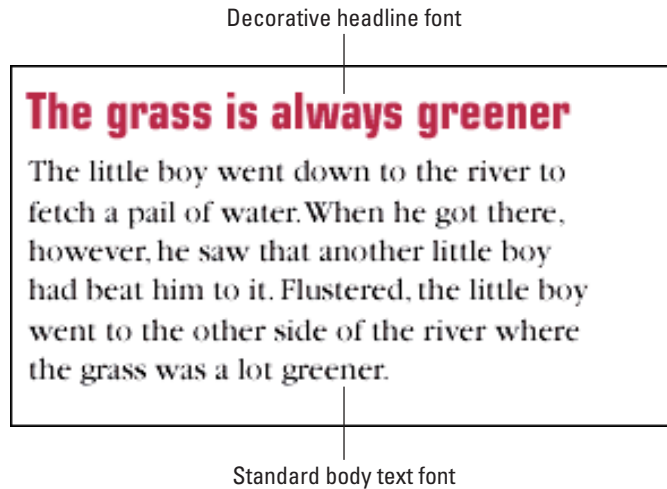 Decorative headline font
The grass is always greener
The little boy went down to the river to
fetch a pail of water. When he got there,
however, he saw that another little boy
had beat him to it. Flustered, the little boy
went to the other side of the river where
the grass was a lot greener.
Standard body text font